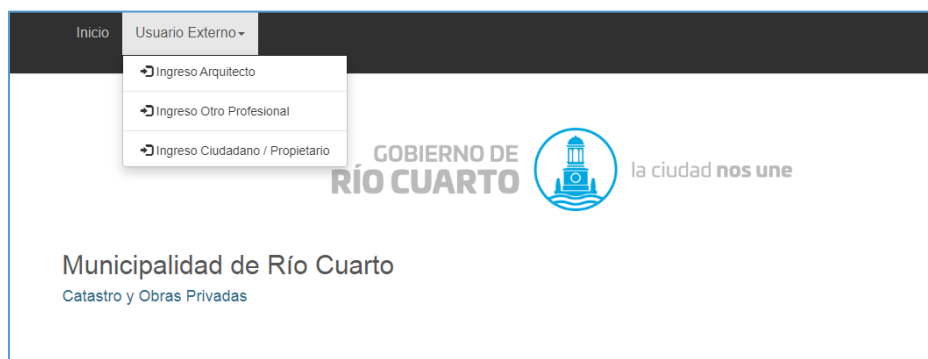 Inicio Usuario Externo
Ingreso Arquitecto
Ingreso Otro Profesional
Ingreso Ciudadano / Propietario
GOBIERNO DE
RÍO CUARTO
la ciudad nos une
Municipalidad de Río Cuarto
Catastro y Obras Privadas